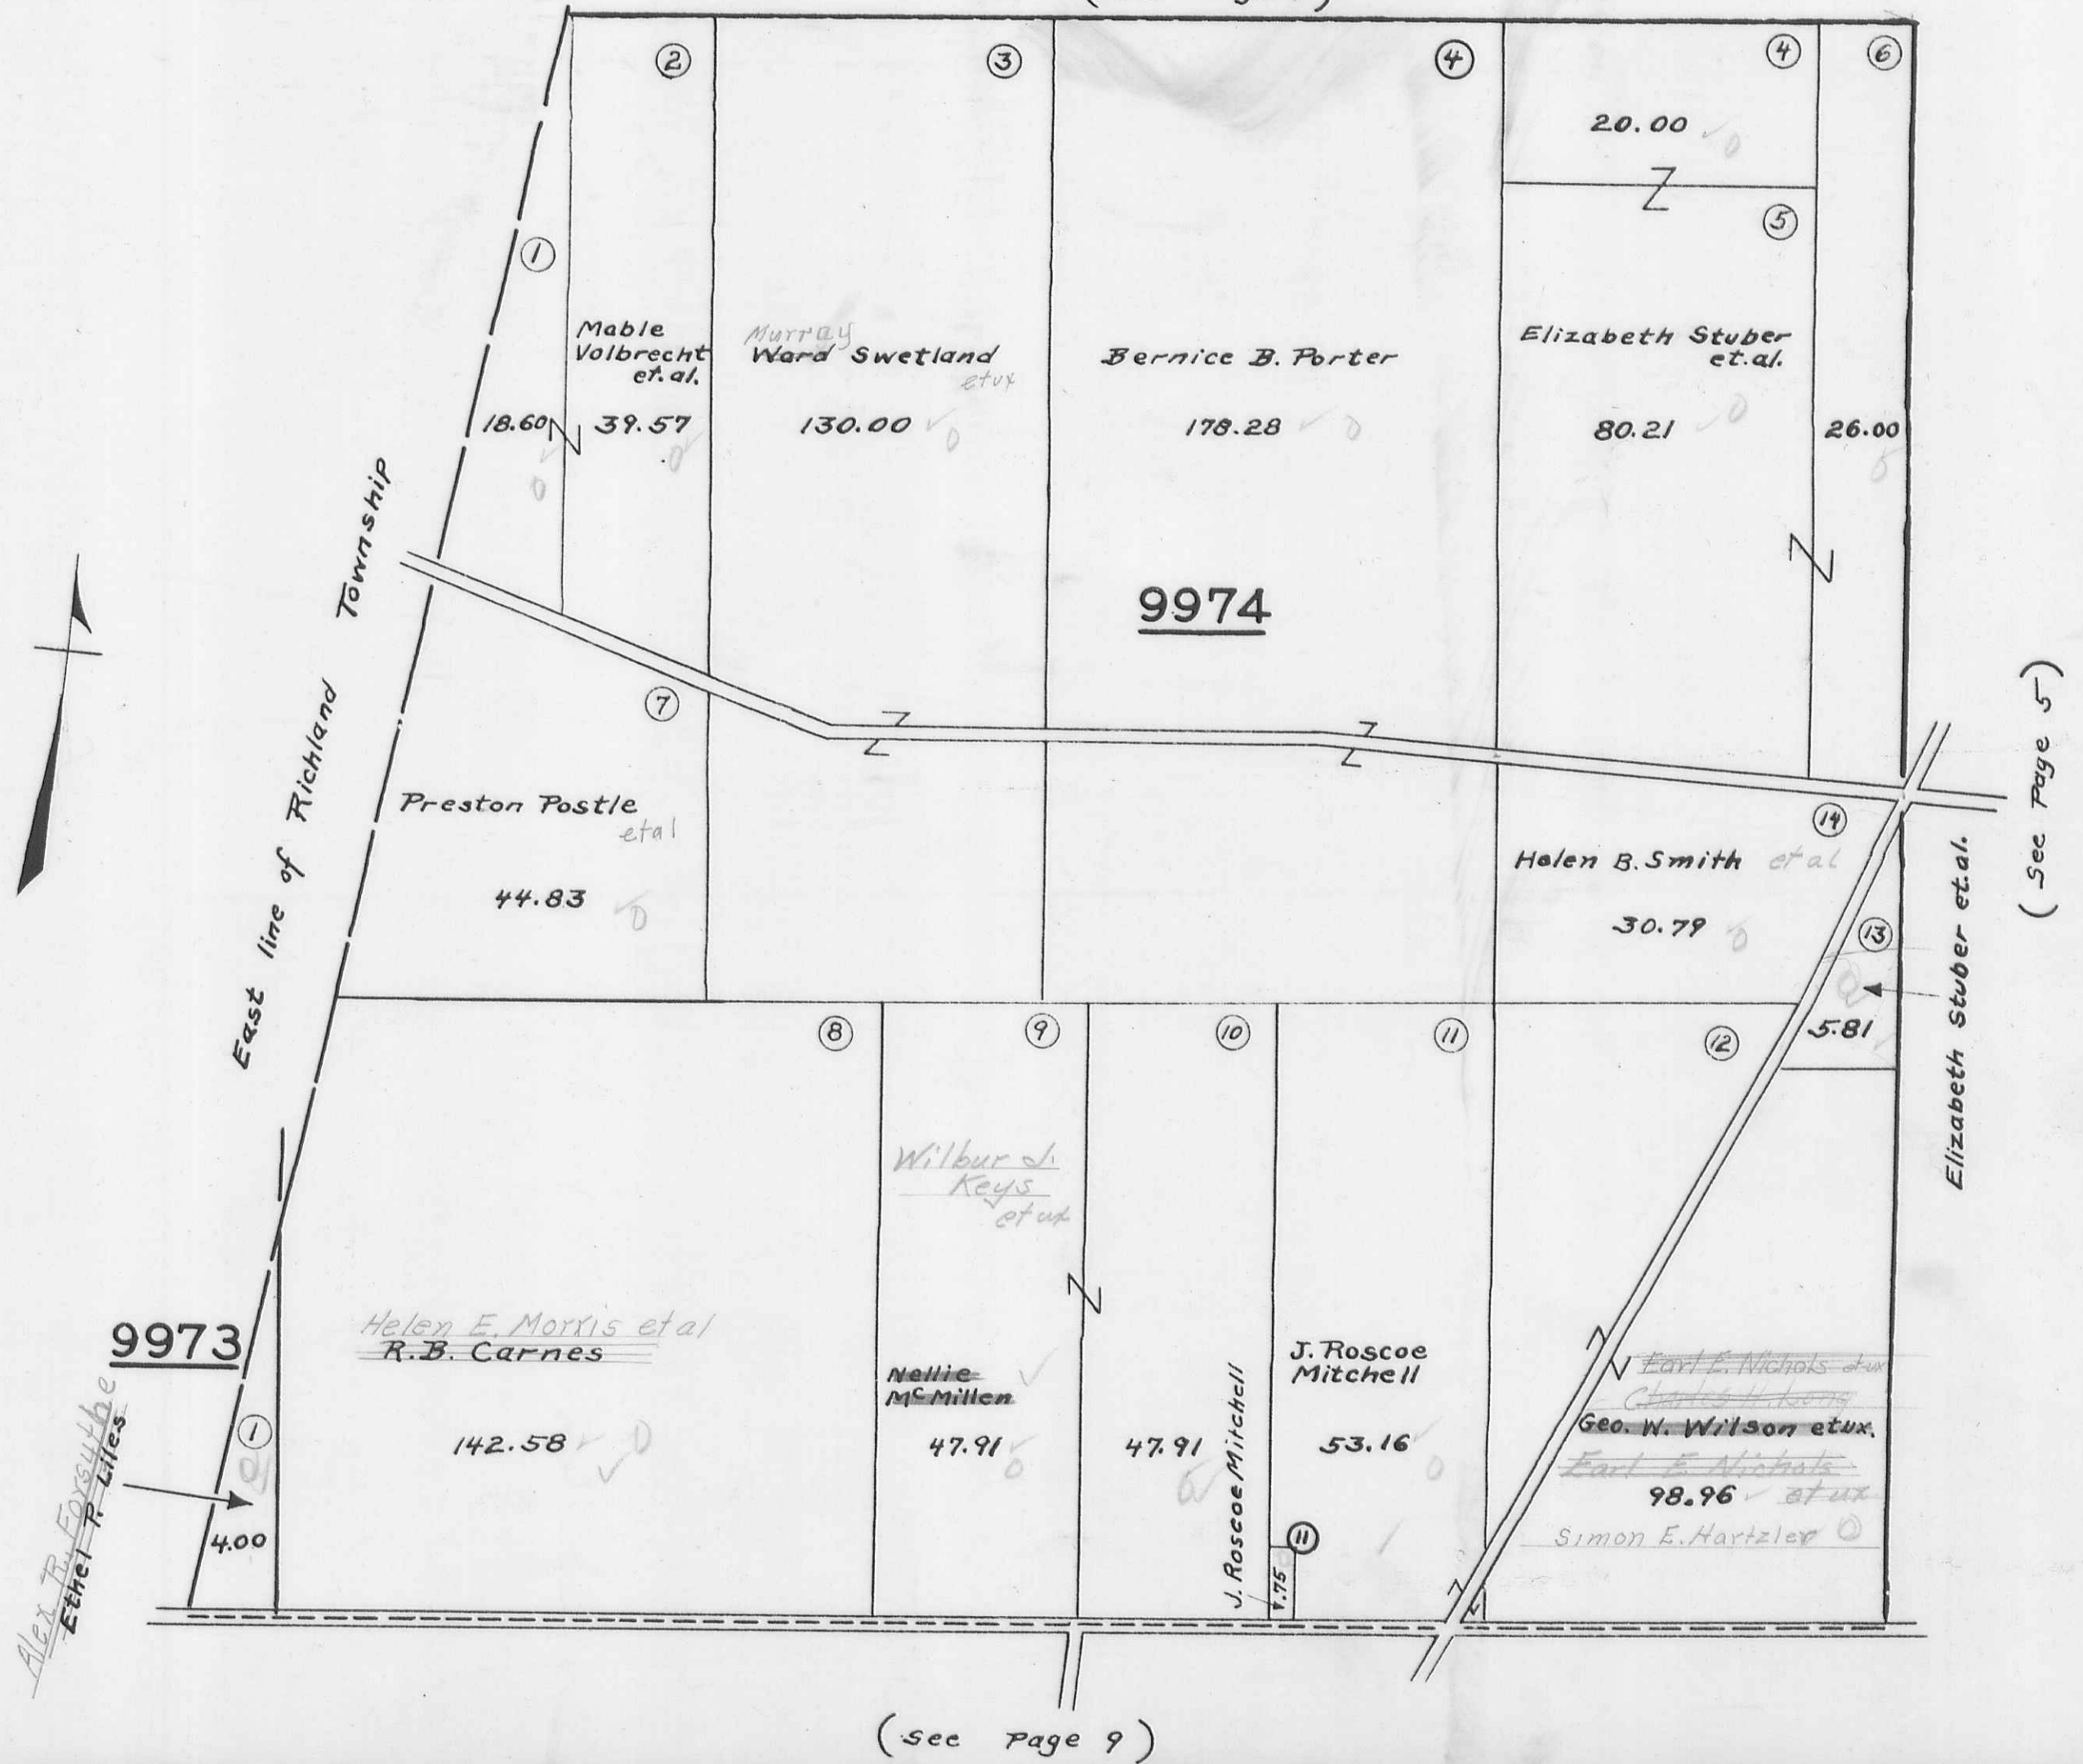 2
3
4
4
6
20.00
1
5
Mable
Volbrecht
et.al.
Murray
Ward Swetland
etux
Bernice B. Porter
Elizabeth Stuber
et.al.
18.60
39.57
130.00
178.28
80.21
26.00
East line of Richland Township
9974
7
Preston Postle
etal
44.83
14
Helen B. Smith et al
30.79
13
5.81
Elizabeth Stuber et.al.
(See Page 5)
8
9
10
11
12
Wilbur J.
Keys
et ux
9973
Helen E. Morris et al
R.B. Carnes
142.58
Nellie
McMillen
47.91
47.91
J. Roscoe Mitchell
J. Roscoe
Mitchell
53.16
11
1.75
Earl E. Nichols et ux
Charles H. Long
Geo. W. Wilson etux.
Earl E. Nichols
98.96 et ux
Simon E. Hartzler
1
4.00
Alex R. Forsuthe
Ethel P. Liles
(see Page 9)